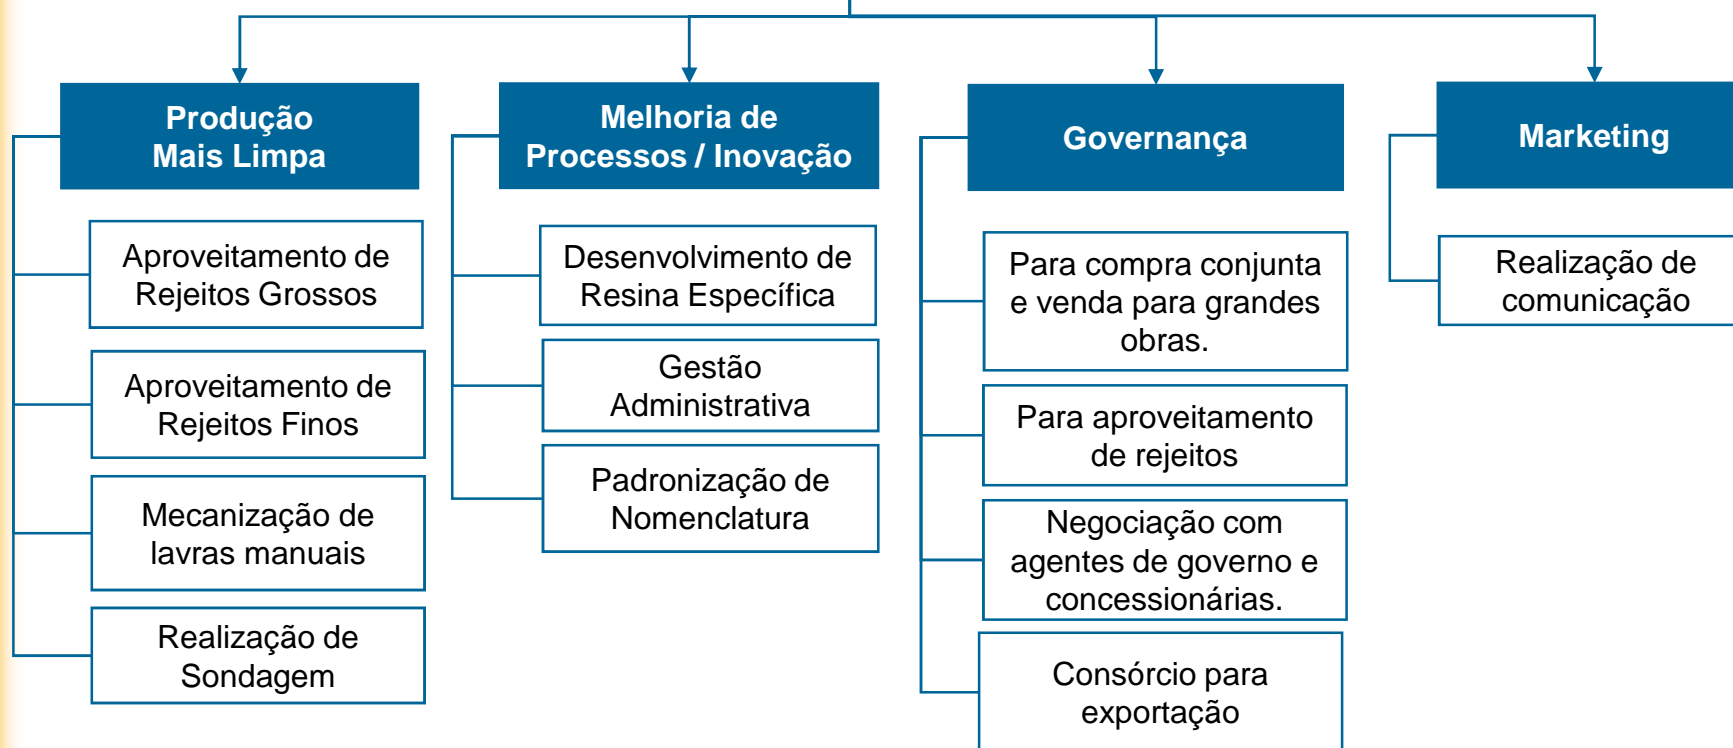 Produção
Mais Limpa
Aproveitamento de
Rejeitos Grossos
Aproveitamento de
Rejeitos Finos
Mecanização de
lavras manuais
Realização de
Sondagem
Melhoria de
Processos / Inovação
Desenvolvimento de
Resina Específica
Gestão
Administrativa
Padronização de
Nomenclatura
Governança
Para compra conjunta
e venda para grandes
obras.
Para aproveitamento
de rejeitos
Negociação com
agentes de governo e
concessionárias.
Consórcio para
exportação
Marketing
Realização de
comunicação